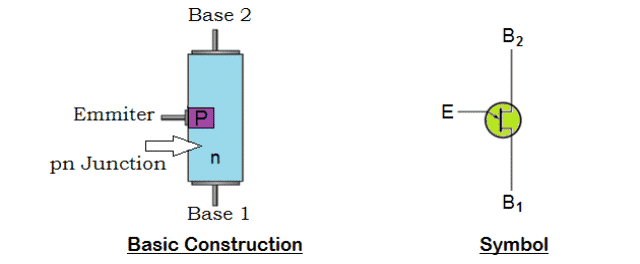 Base 2
Emmiter
P
pn Junction
n
Base 1
Basic Construction
B2
E
B1
Symbol